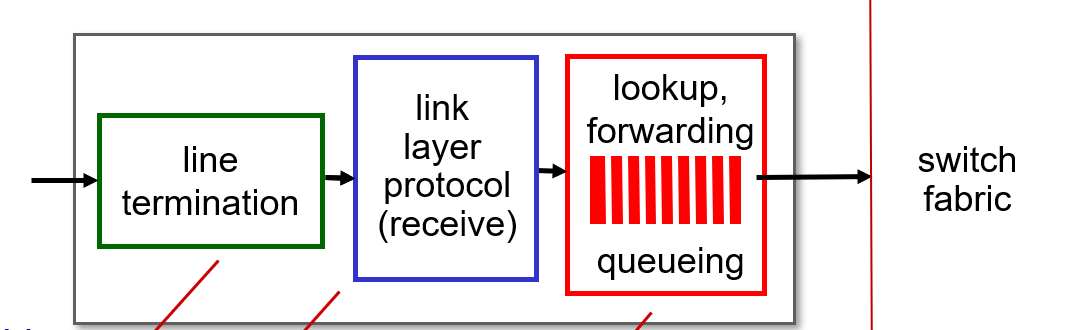 line
termination
link
layer
protocol
(receive)
lookup,
forwarding
queueing
switch
fabric